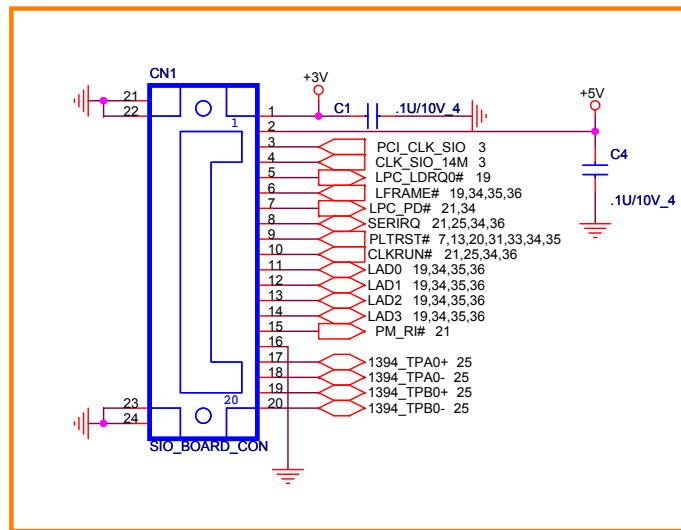 CN1
+3V
+5V
21
22
1
1
C1
.1U/10V_4
2
3
PCI_CLK_SIO 3
4
CLK_SIO_14M 3
C4
5
LPC_LDRQ0# 19
6
LFRAME# 19,34,35,36
.1U/10V_4
7
LPC_PD# 21,34
8
SERIRQ 21,25,34,36
9
PLTRST# 7,13,20,31,33,34,35
10
CLKRUN# 21,25,34,36
11
LAD0 19,34,35,36
12
LAD1 19,34,35,36
13
LAD2 19,34,35,36
14
LAD3 19,34,35,36
15
PM_RI# 21
16
17
1394_TPA0+ 25
18
1394_TPA0- 25
19
1394_TPB0+ 25
20
23
20
1394_TPB0- 25
24
SIO_BOARD_CON